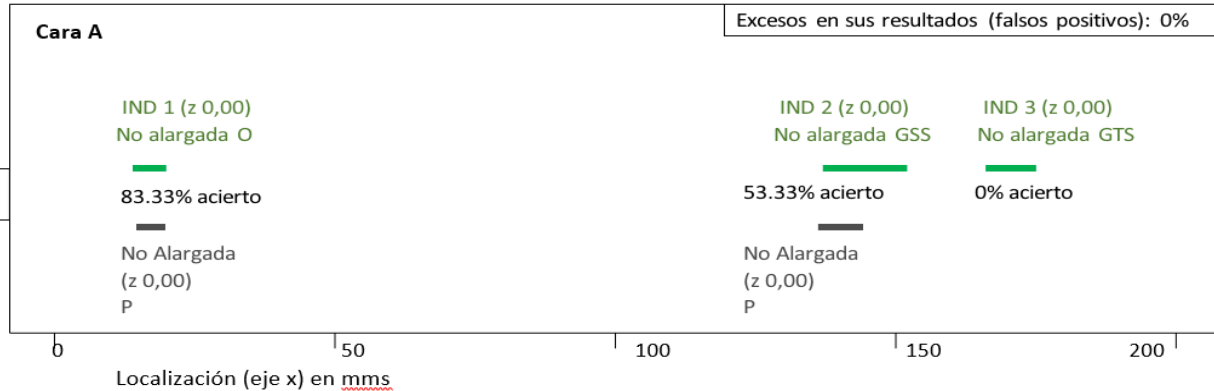 Cara A
Excesos en sus resultados (falsos positivos): 0%
IND 1 (z 0,00)
No alargada O
IND 2 (z 0,00)
No alargada GSS
IND 3 (z 0,00)
No alargada GTS
83.33% acierto
53.33% acierto
0% acierto
No Alargada
(z 0,00)
P
No Alargada
(z 0,00)
P
0
50
100
150
200
Localización (eje x) en mms